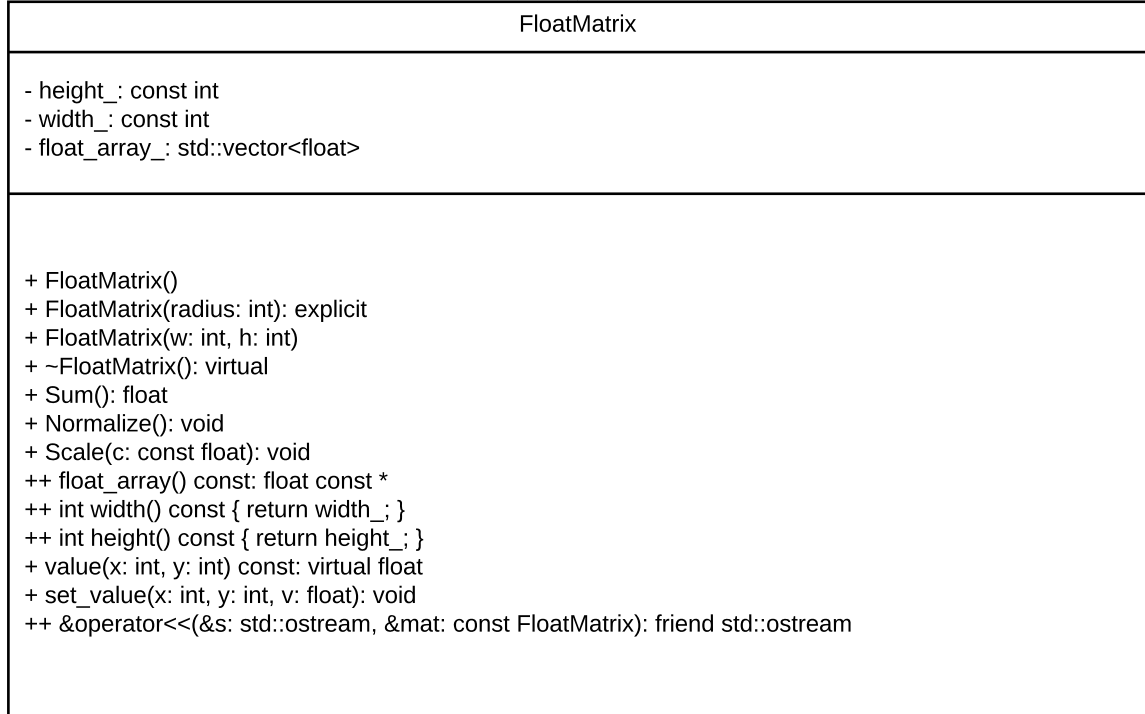 FloatMatrix
- height_: const int
- width_: const int
- float_array_: std::vector<float>
+ FloatMatrix()
+ FloatMatrix(radius: int): explicit
+ FloatMatrix(w: int, h: int)
+ ~FloatMatrix(): virtual
+ Sum(): float
+ Normalize(): void
+ Scale(c: const float): void
++ float_array() const: float const *
++ int width() const { return width_; }
++ int height() const { return height_; }
+ value(x: int, y: int) const: virtual float
+ set_value(x: int, y: int, v: float): void
++ &operator<<(&s: std::ostream, &mat: const FloatMatrix): friend std::ostream